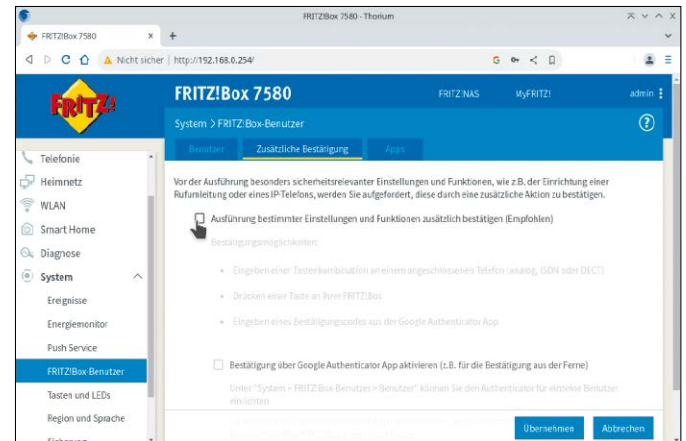 FRITZ!Box 7580 - Thorium
FRITZ!Box 7580
Nicht sicher http://192.168.0.254/
FRITZ!
FRITZ!Box 7580
FRITZ!NAS
MyFRITZ!
admin
System > FRITZ!Box-Benutzer
Benutzer
Zusätzliche Bestätigung
Apps
Telefonie
Heimnetz
WLAN
Smart Home
Diagnose
System
Ereignisse
Energiemonitor
Push Service
FRITZ!Box-Benutzer
Tasten und LEDs
Region und Sprache
Vor der Ausführung besonders sicherheitsrelevanter Einstellungen und Funktionen, wie z.B. der Einrichtung einer
Rufumleitung oder eines IP-Telefons, werden Sie aufgefordert, diese durch eine zusätzliche Aktion zu bestätigen.
Ausführung bestimmter Einstellungen und Funktionen zusätzlich bestätigen (Empfohlen)
Bestätigungsmöglichkeiten:
• Eingeben einer Tastenkombination an einem angeschlossenen Telefon (analog, ISDN oder DECT)
• Drücken einer Taste an Ihrer FRITZ!Box
• Eingeben eines Bestätigungscodes aus der Google Authenticator App
Bestätigung über Google Authenticator App aktivieren (z.B. für die Bestätigung aus der Ferne)
Unter "System > FRITZ!Box-Benutzer > Benutzer" können Sie den Authenticator für einzelne Benutzer
einrichten
Übernehmen
Abbrechen